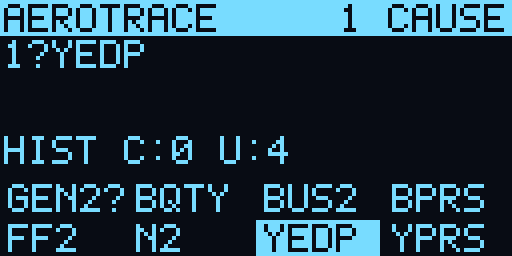 AEROTRACE 1 CAUSE
1?YEDP
HIST C:0 U:4
GEN2? BQTY BUS2 BPRS
FF2 N2 YEDP YPRS